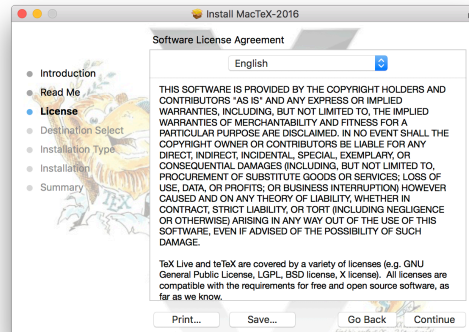 Install MacTeX-2016
Software License Agreement
English
Introduction
Read Me
License
Destination Select
Installation Type
Installation
Summary
THIS SOFTWARE IS PROVIDED BY THE COPYRIGHT HOLDERS AND
CONTRIBUTORS "AS IS" AND ANY EXPRESS OR IMPLIED
WARRANTIES, INCLUDING, BUT NOT LIMITED TO, THE IMPLIED
WARRANTIES OF MERCHANTABILITY AND FITNESS FOR A
PARTICULAR PURPOSE ARE DISCLAIMED. IN NO EVENT SHALL THE
COPYRIGHT OWNER OR CONTRIBUTORS BE LIABLE FOR ANY
DIRECT, INDIRECT, INCIDENTAL, SPECIAL, EXEMPLARY, OR
CONSEQUENTIAL DAMAGES (INCLUDING, BUT NOT LIMITED TO,
PROCUREMENT OF SUBSTITUTE GOODS OR SERVICES; LOSS OF
USE, DATA, OR PROFITS; OR BUSINESS INTERRUPTION) HOWEVER
CAUSED AND ON ANY THEORY OF LIABILITY, WHETHER IN
CONTRACT, STRICT LIABILITY, OR TORT (INCLUDING NEGLIGENCE
OR OTHERWISE) ARISING IN ANY WAY OUT OF THE USE OF THIS
SOFTWARE, EVEN IF ADVISED OF THE POSSIBILITY OF SUCH
DAMAGE.
TeX Live and teTeX are covered by a variety of licenses (e.g. GNU
General Public License, LGPL, BSD license, X license). All licenses are
compatible with the requirements for free and open source software, as
far as we know.
Print...
Save...
Go Back
Continue